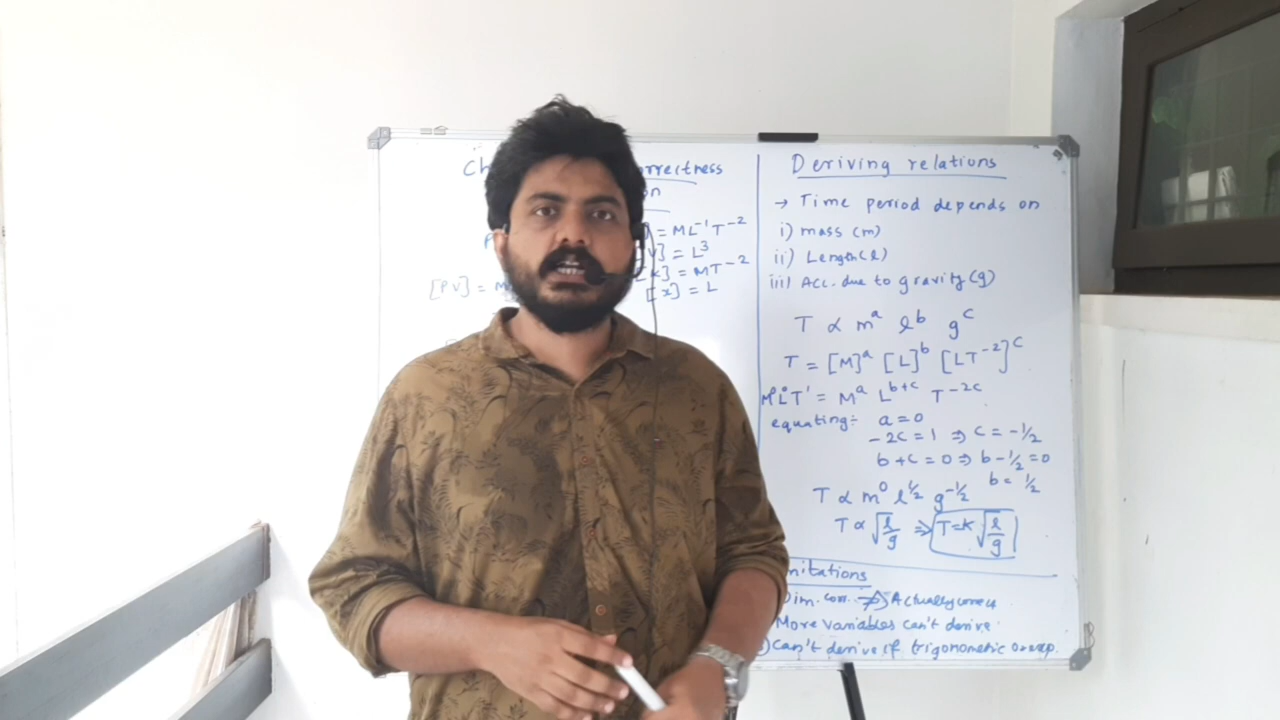 Ch orrectness
on
= ML⁻¹T⁻²
] = L³
] = MT⁻²
[PV] = M
[x] = L
Deriving relations
→ Time period depends on
i) mass (m)
ii) Length (l)
iii) Acc. due to gravity (g)
T ∝ mᵃ lᵇ gᶜ
T = [M]ᵃ [L]ᵇ [LT⁻²]ᶜ
M⁰L⁰T¹ = Mᵃ Lᵇ⁺ᶜ T⁻²ᶜ
equating:- a = 0
-2c = 1 ⇒ c = -1/2
b + c = 0 ⇒ b - 1/2 = 0
b = 1/2
T ∝ m⁰ l^1/2 g^-1/2
T ∝ √l/g ⇒ T = K √l/g
mitations
Dim. corr. ⇏ Actually correct
More variables can't derive
) Can't derive if trigonometric or exp.